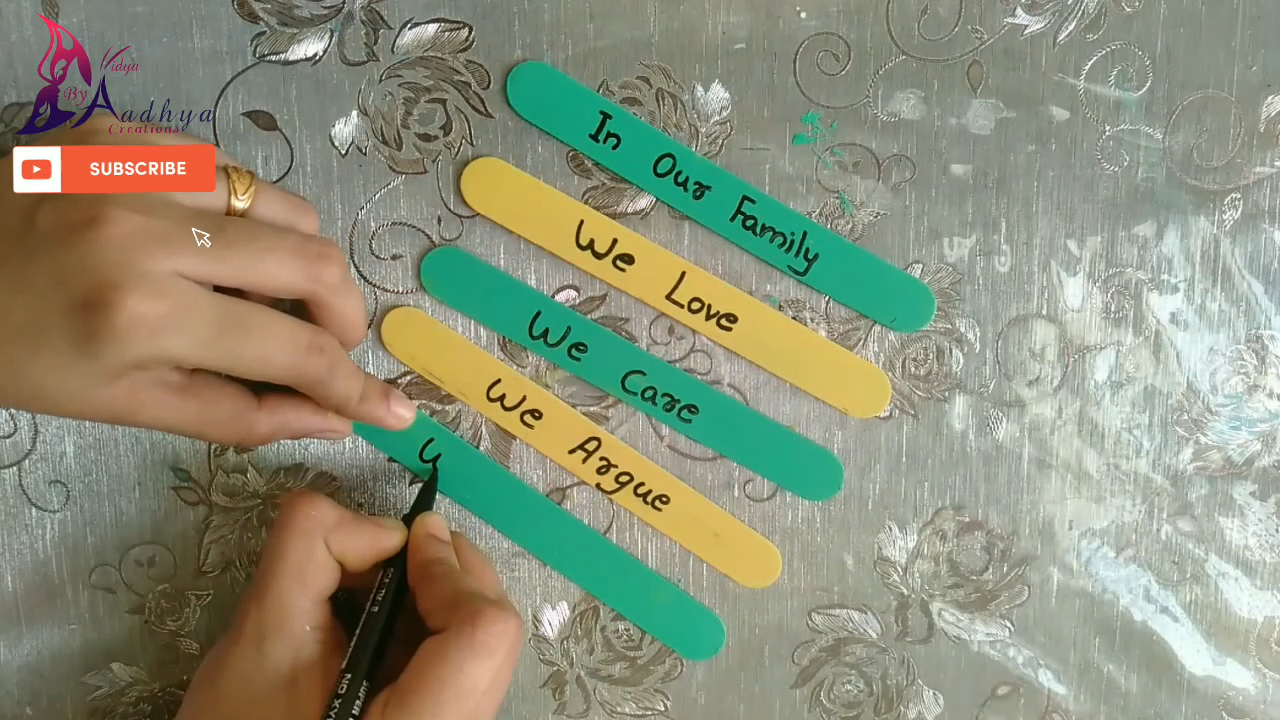 Vidya
By
Aadhya
Creations
SUBSCRIBE
In Our Family
We Love
We Care
We Argue